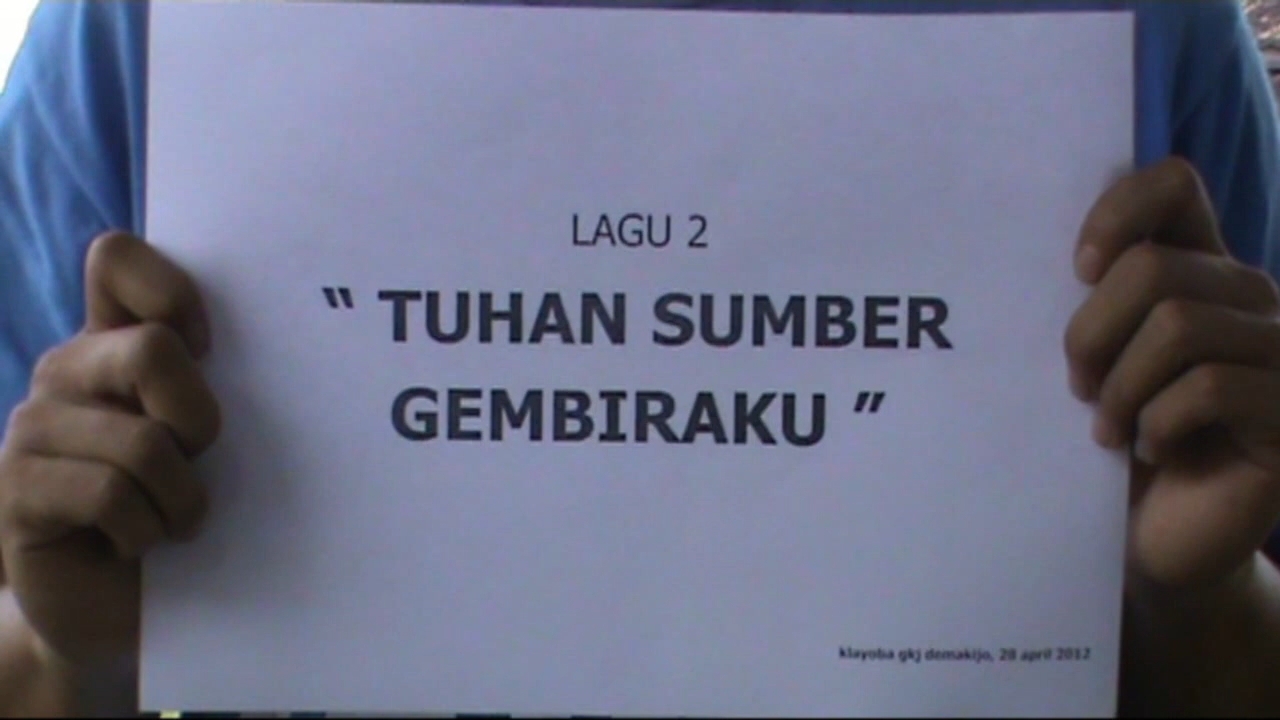 LAGU 2
“ TUHAN SUMBER
GEMBIRAKU ”
klayoba gkj demakijo, 28 april 2012